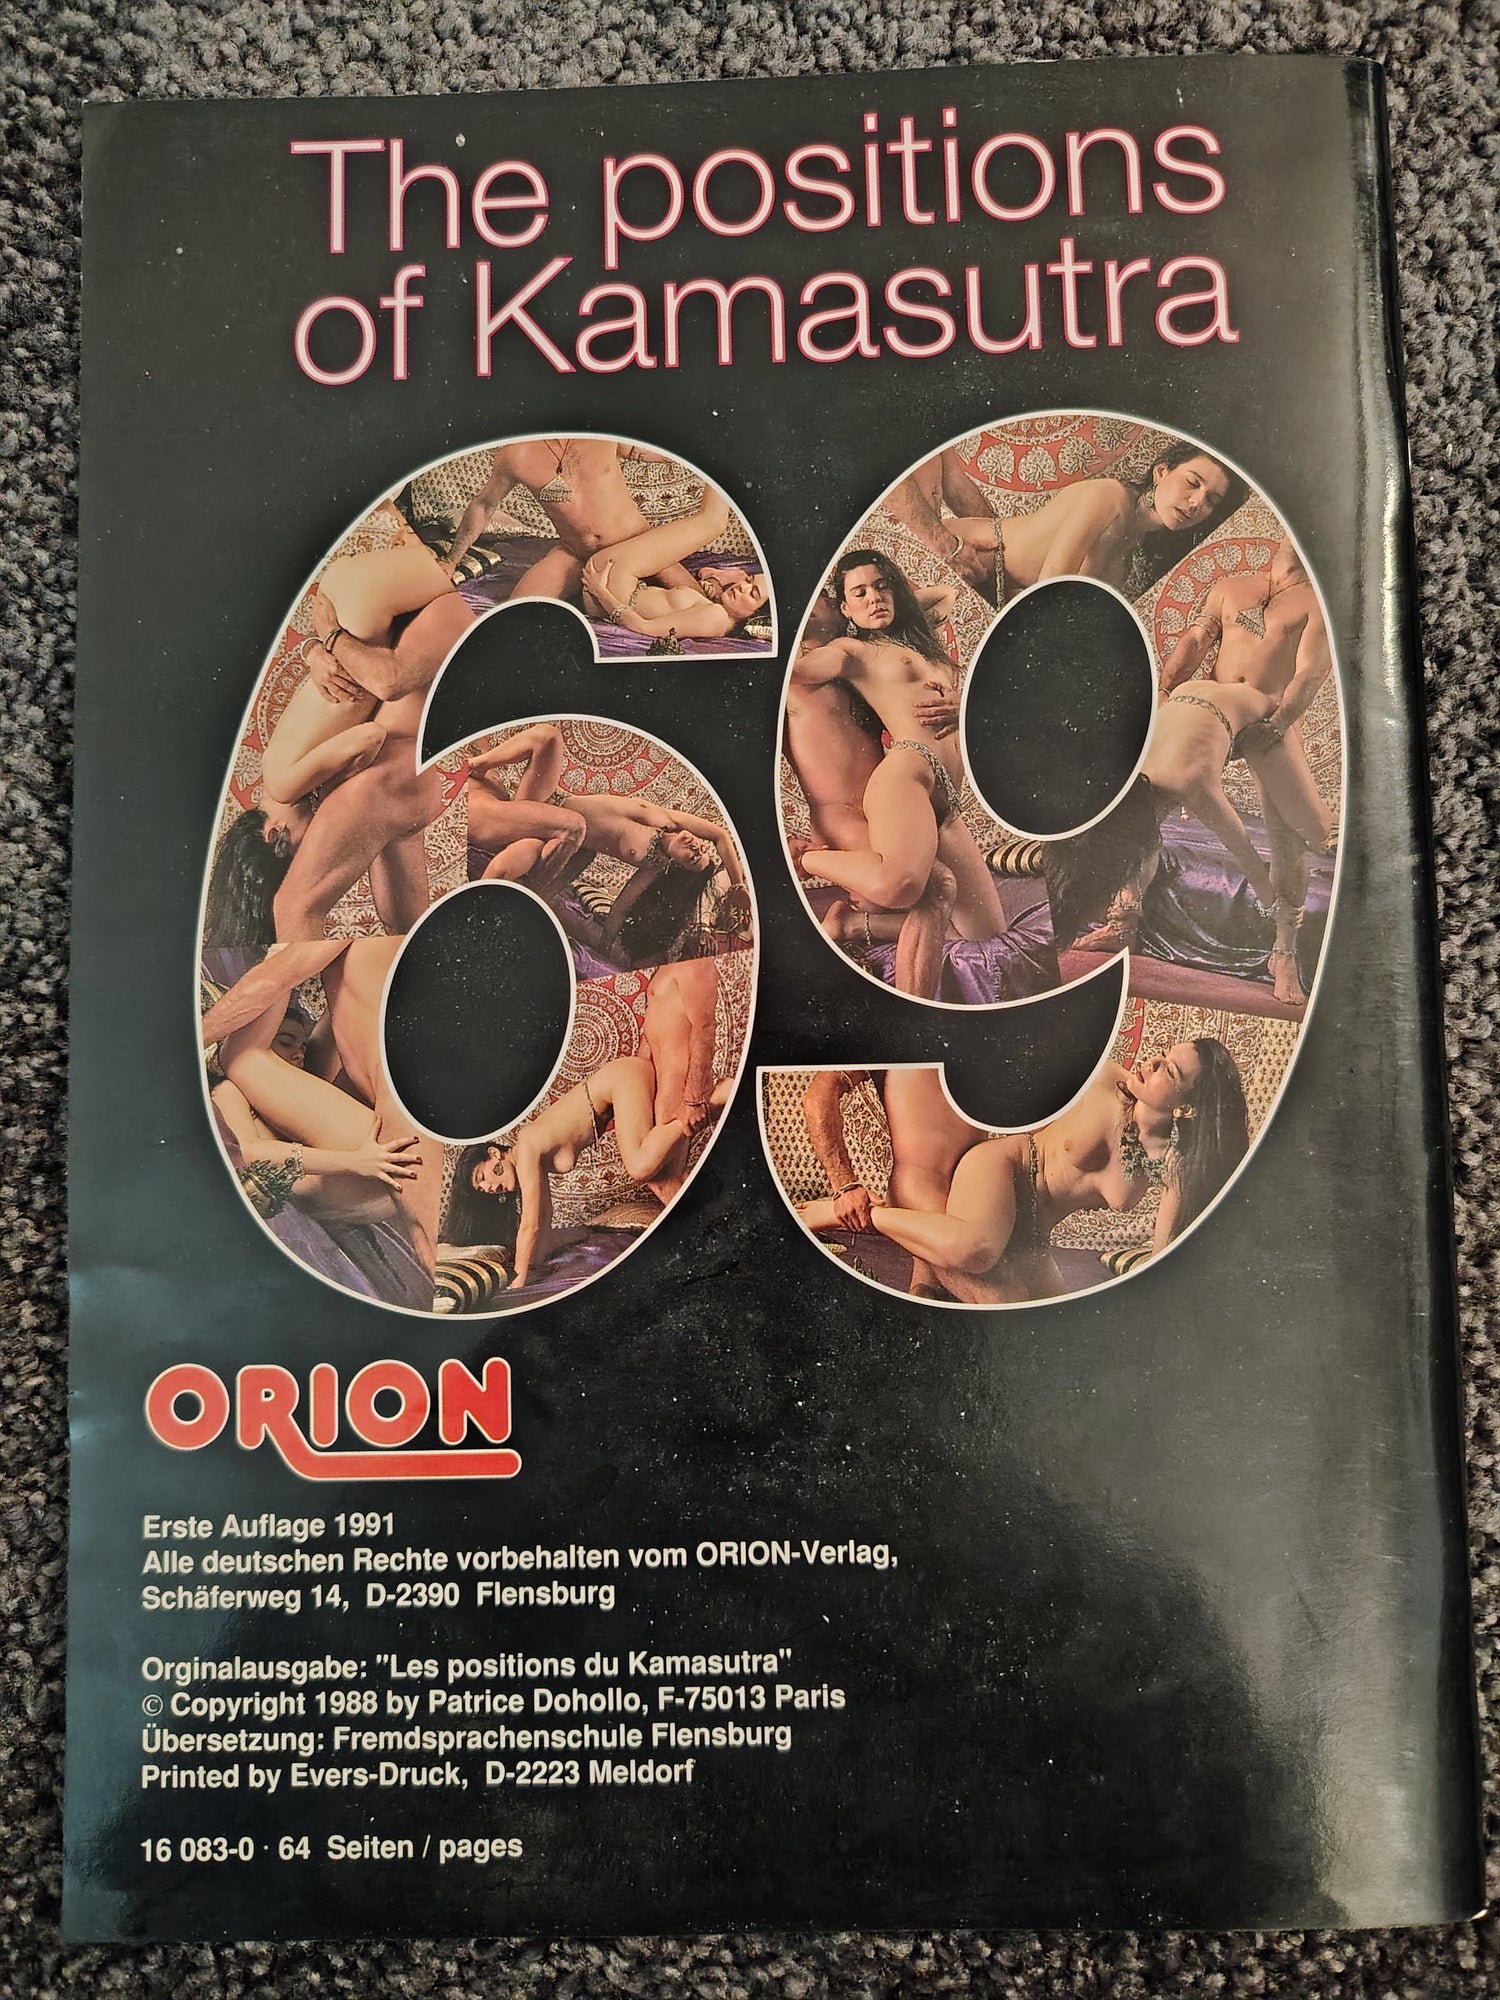 The positions
of Kamasutra
69
ORION
Erste Auflage 1991
Alle deutschen Rechte vorbehalten vom ORION-Verlag,
Schäferweg 14, D-2390 Flensburg
Orginalausgabe: "Les positions du Kamasutra"
© Copyright 1988 by Patrice Dohollo, F-75013 Paris
Übersetzung: Fremdsprachenschule Flensburg
Printed by Evers-Druck, D-2223 Meldorf
16 083-0 · 64 Seiten / pages